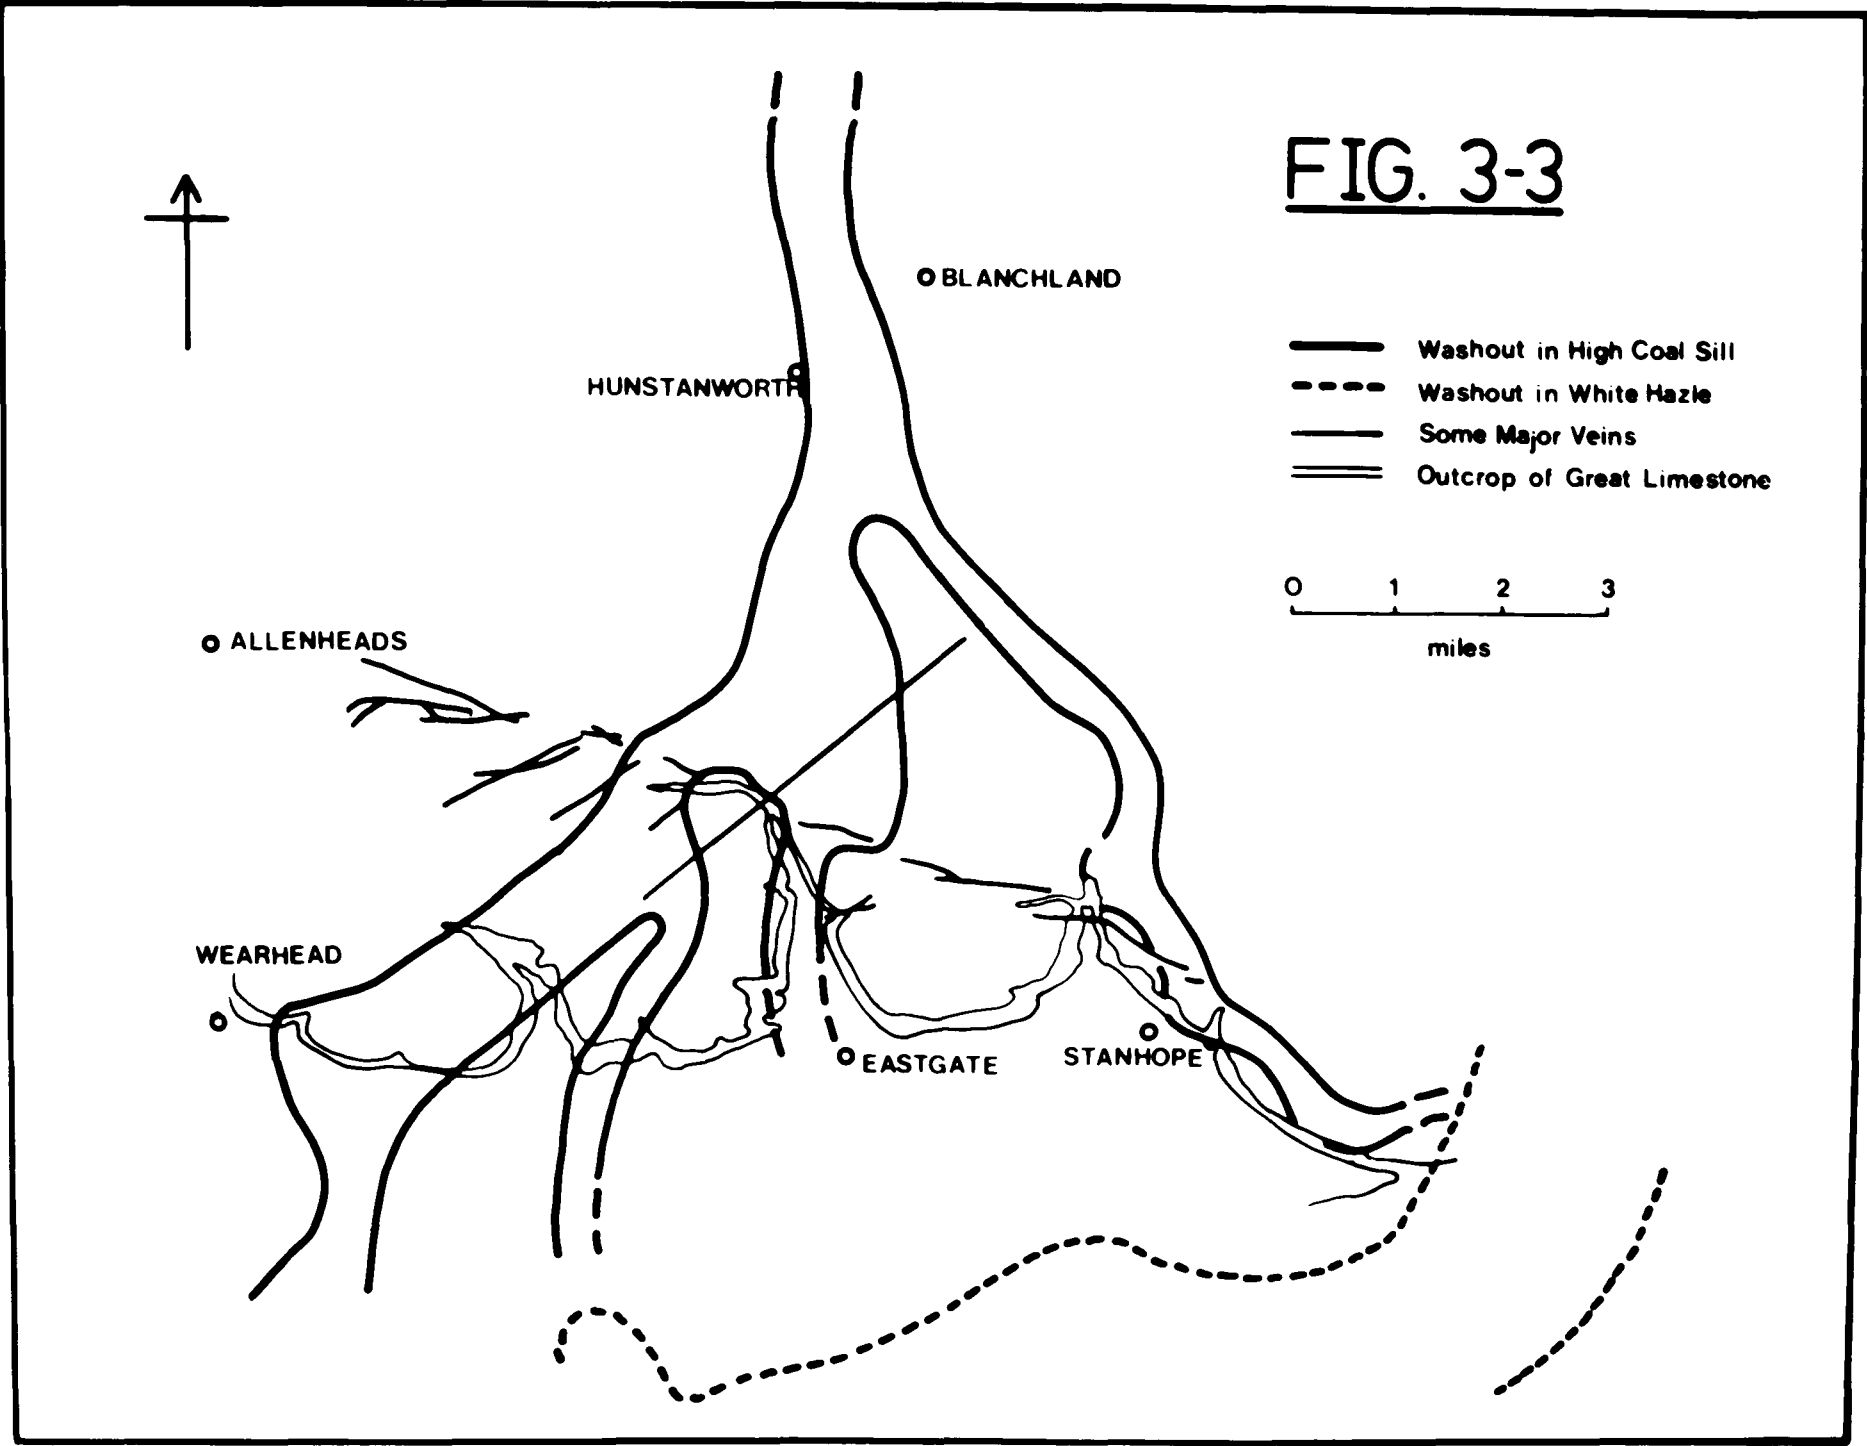 FIG. 3-3
BLANCHLAND
Washout in High Coal Sill
HUNSTANWORTH
Washout in White Hazle
Some Major Veins
Outcrop of Great Limestone
0 1 2 3
miles
ALLENHEADS
WEARHEAD
EASTGATE
STANHOPE